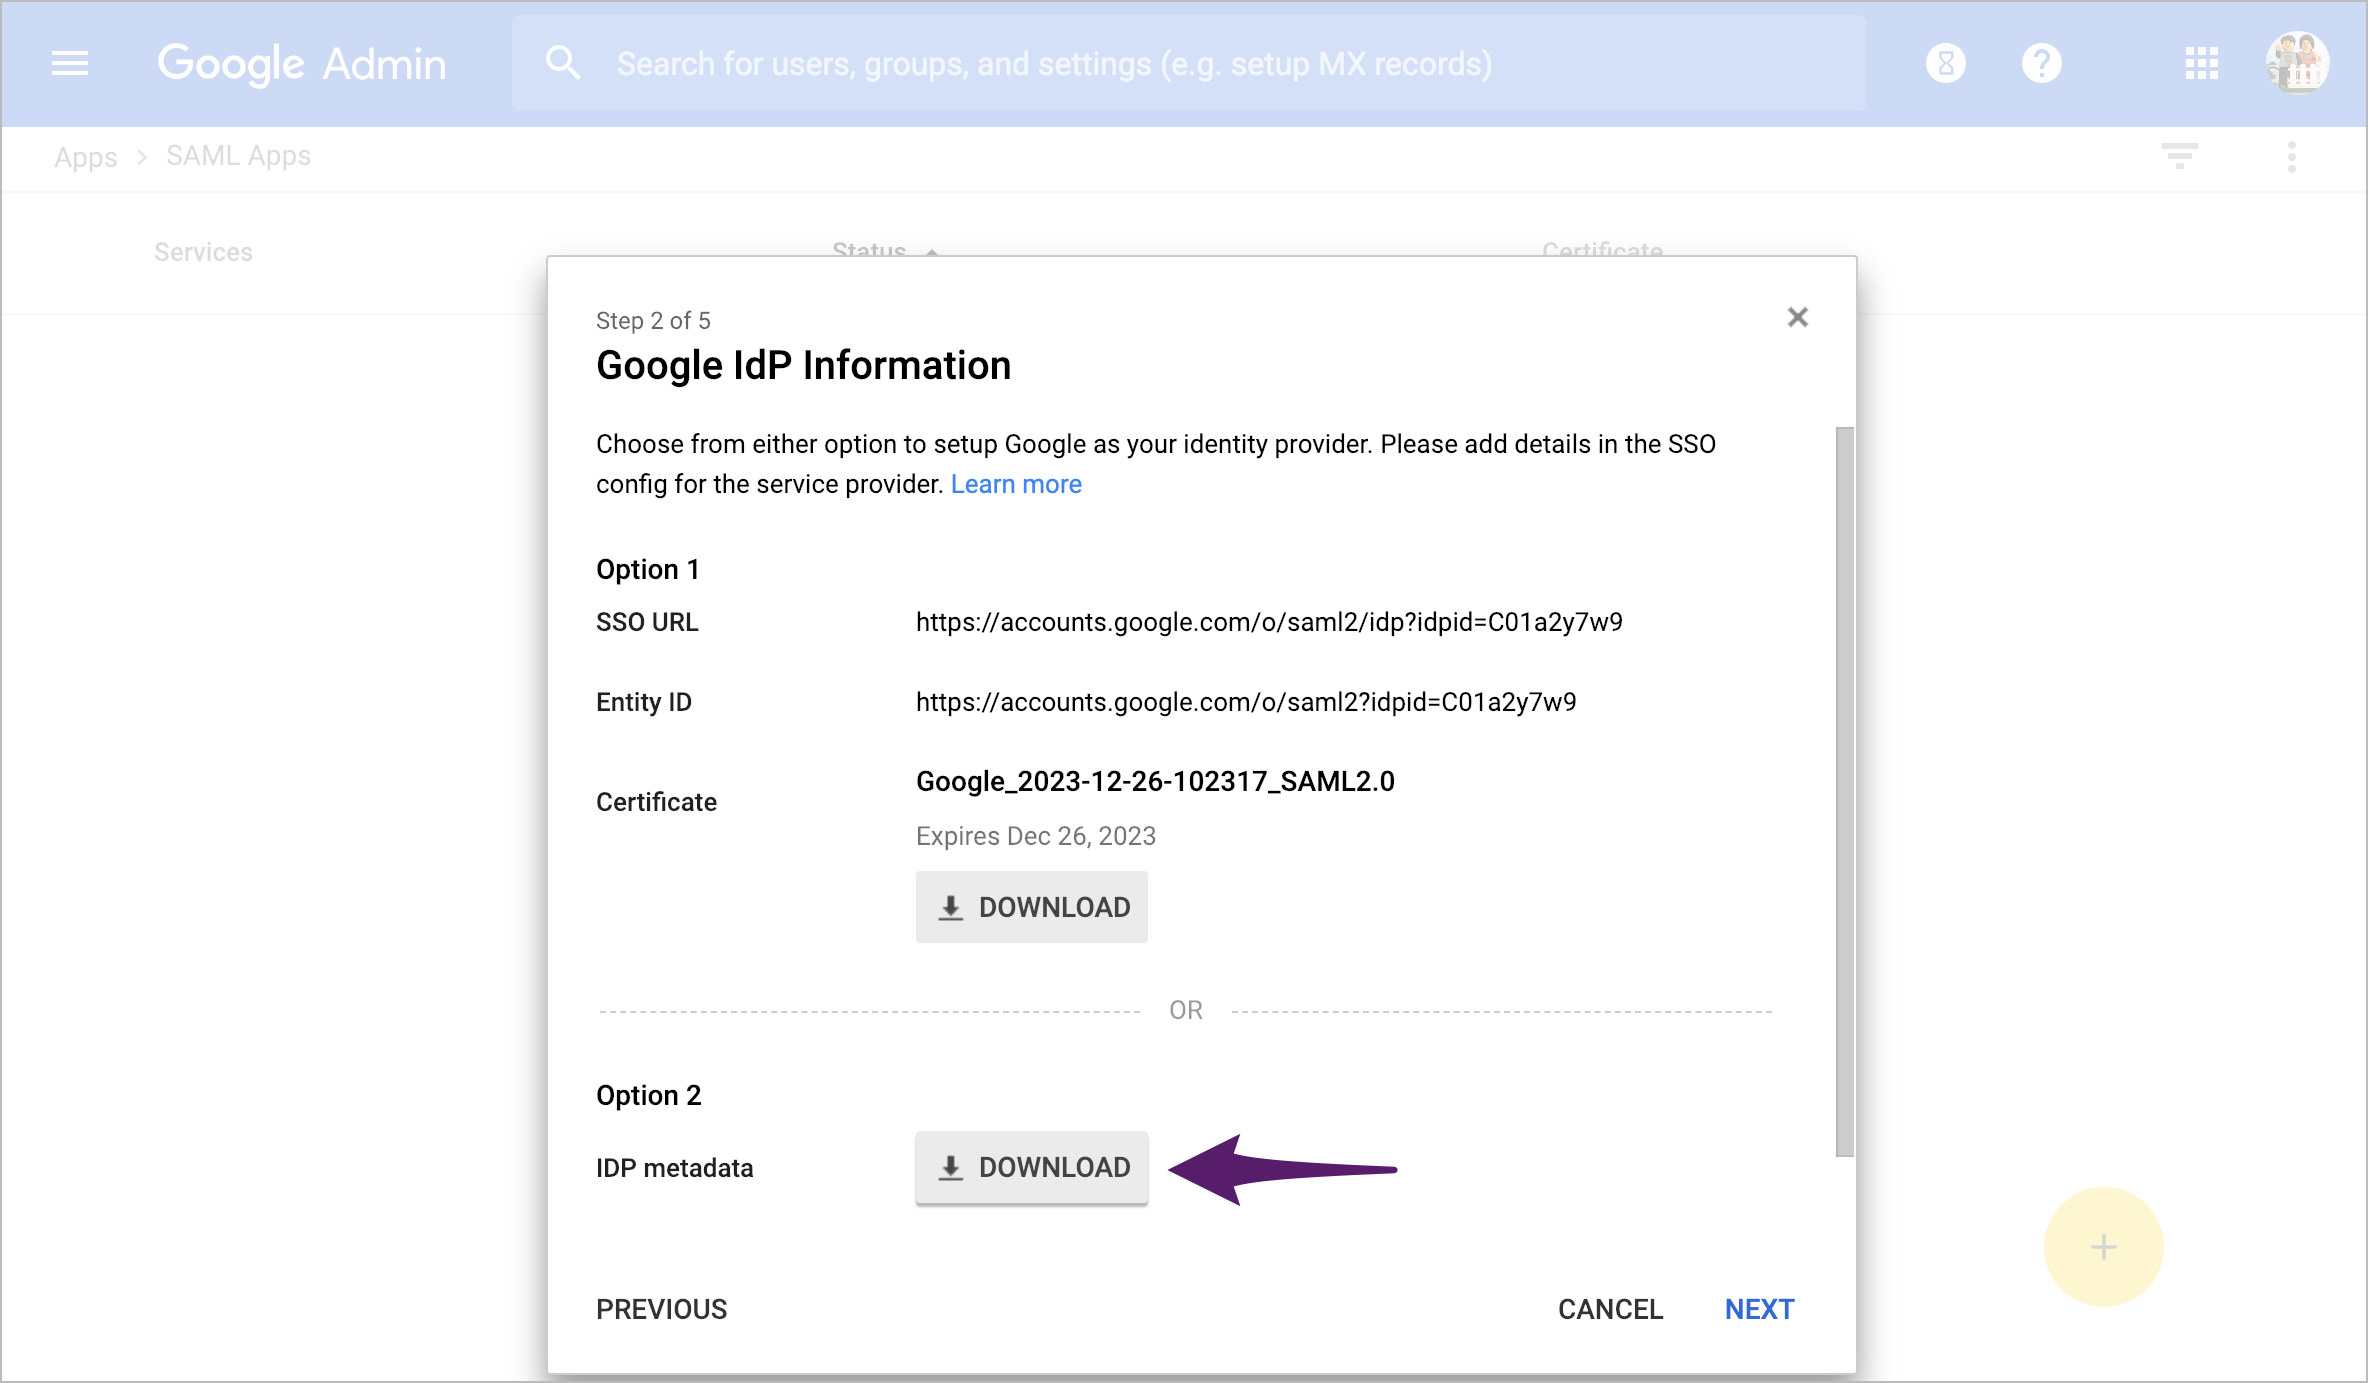 Google Admin
Search for users, groups, and settings (e.g. setup MX records)
Apps > SAML Apps
Services
Status
Certificate
Step 2 of 5
Google IdP Information
Choose from either option to setup Google as your identity provider. Please add details in the SSO
config for the service provider. Learn more
Option 1
SSO URL
https://accounts.google.com/o/saml2/idp?idpid=C01a2y7w9
Entity ID
https://accounts.google.com/o/saml2?idpid=C01a2y7w9
Certificate
Google_2023-12-26-102317_SAML2.0
Expires Dec 26, 2023
DOWNLOAD
OR
Option 2
IDP metadata
DOWNLOAD
PREVIOUS
CANCEL
NEXT